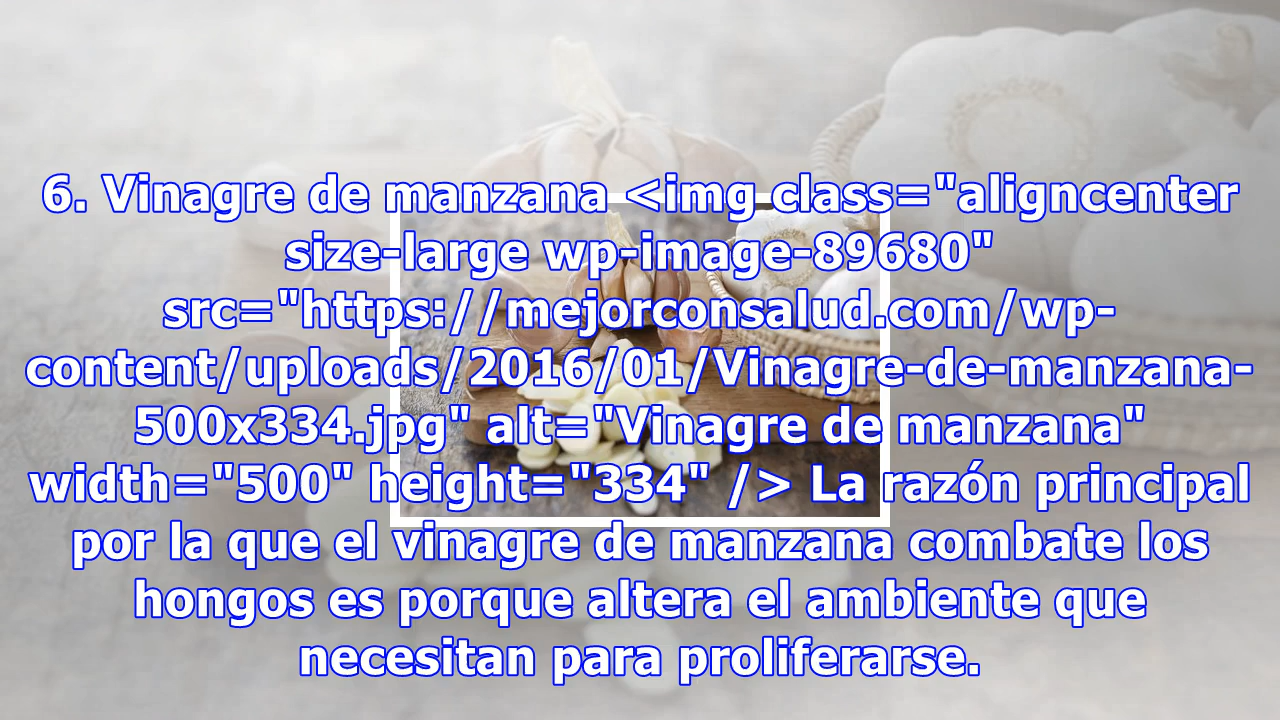 6. Vinagre de manzana <img class="aligncenter
size-large wp-image-89680"
src="https://mejorconsalud.com/wp-
content/uploads/2016/01/Vinagre-de-manzana-
500x334.jpg" alt="Vinagre de manzana"
width="500" height="334" /> La razón principal
por la que el vinagre de manzana combate los
hongos es porque altera el ambiente que
necesitan para proliferarse.